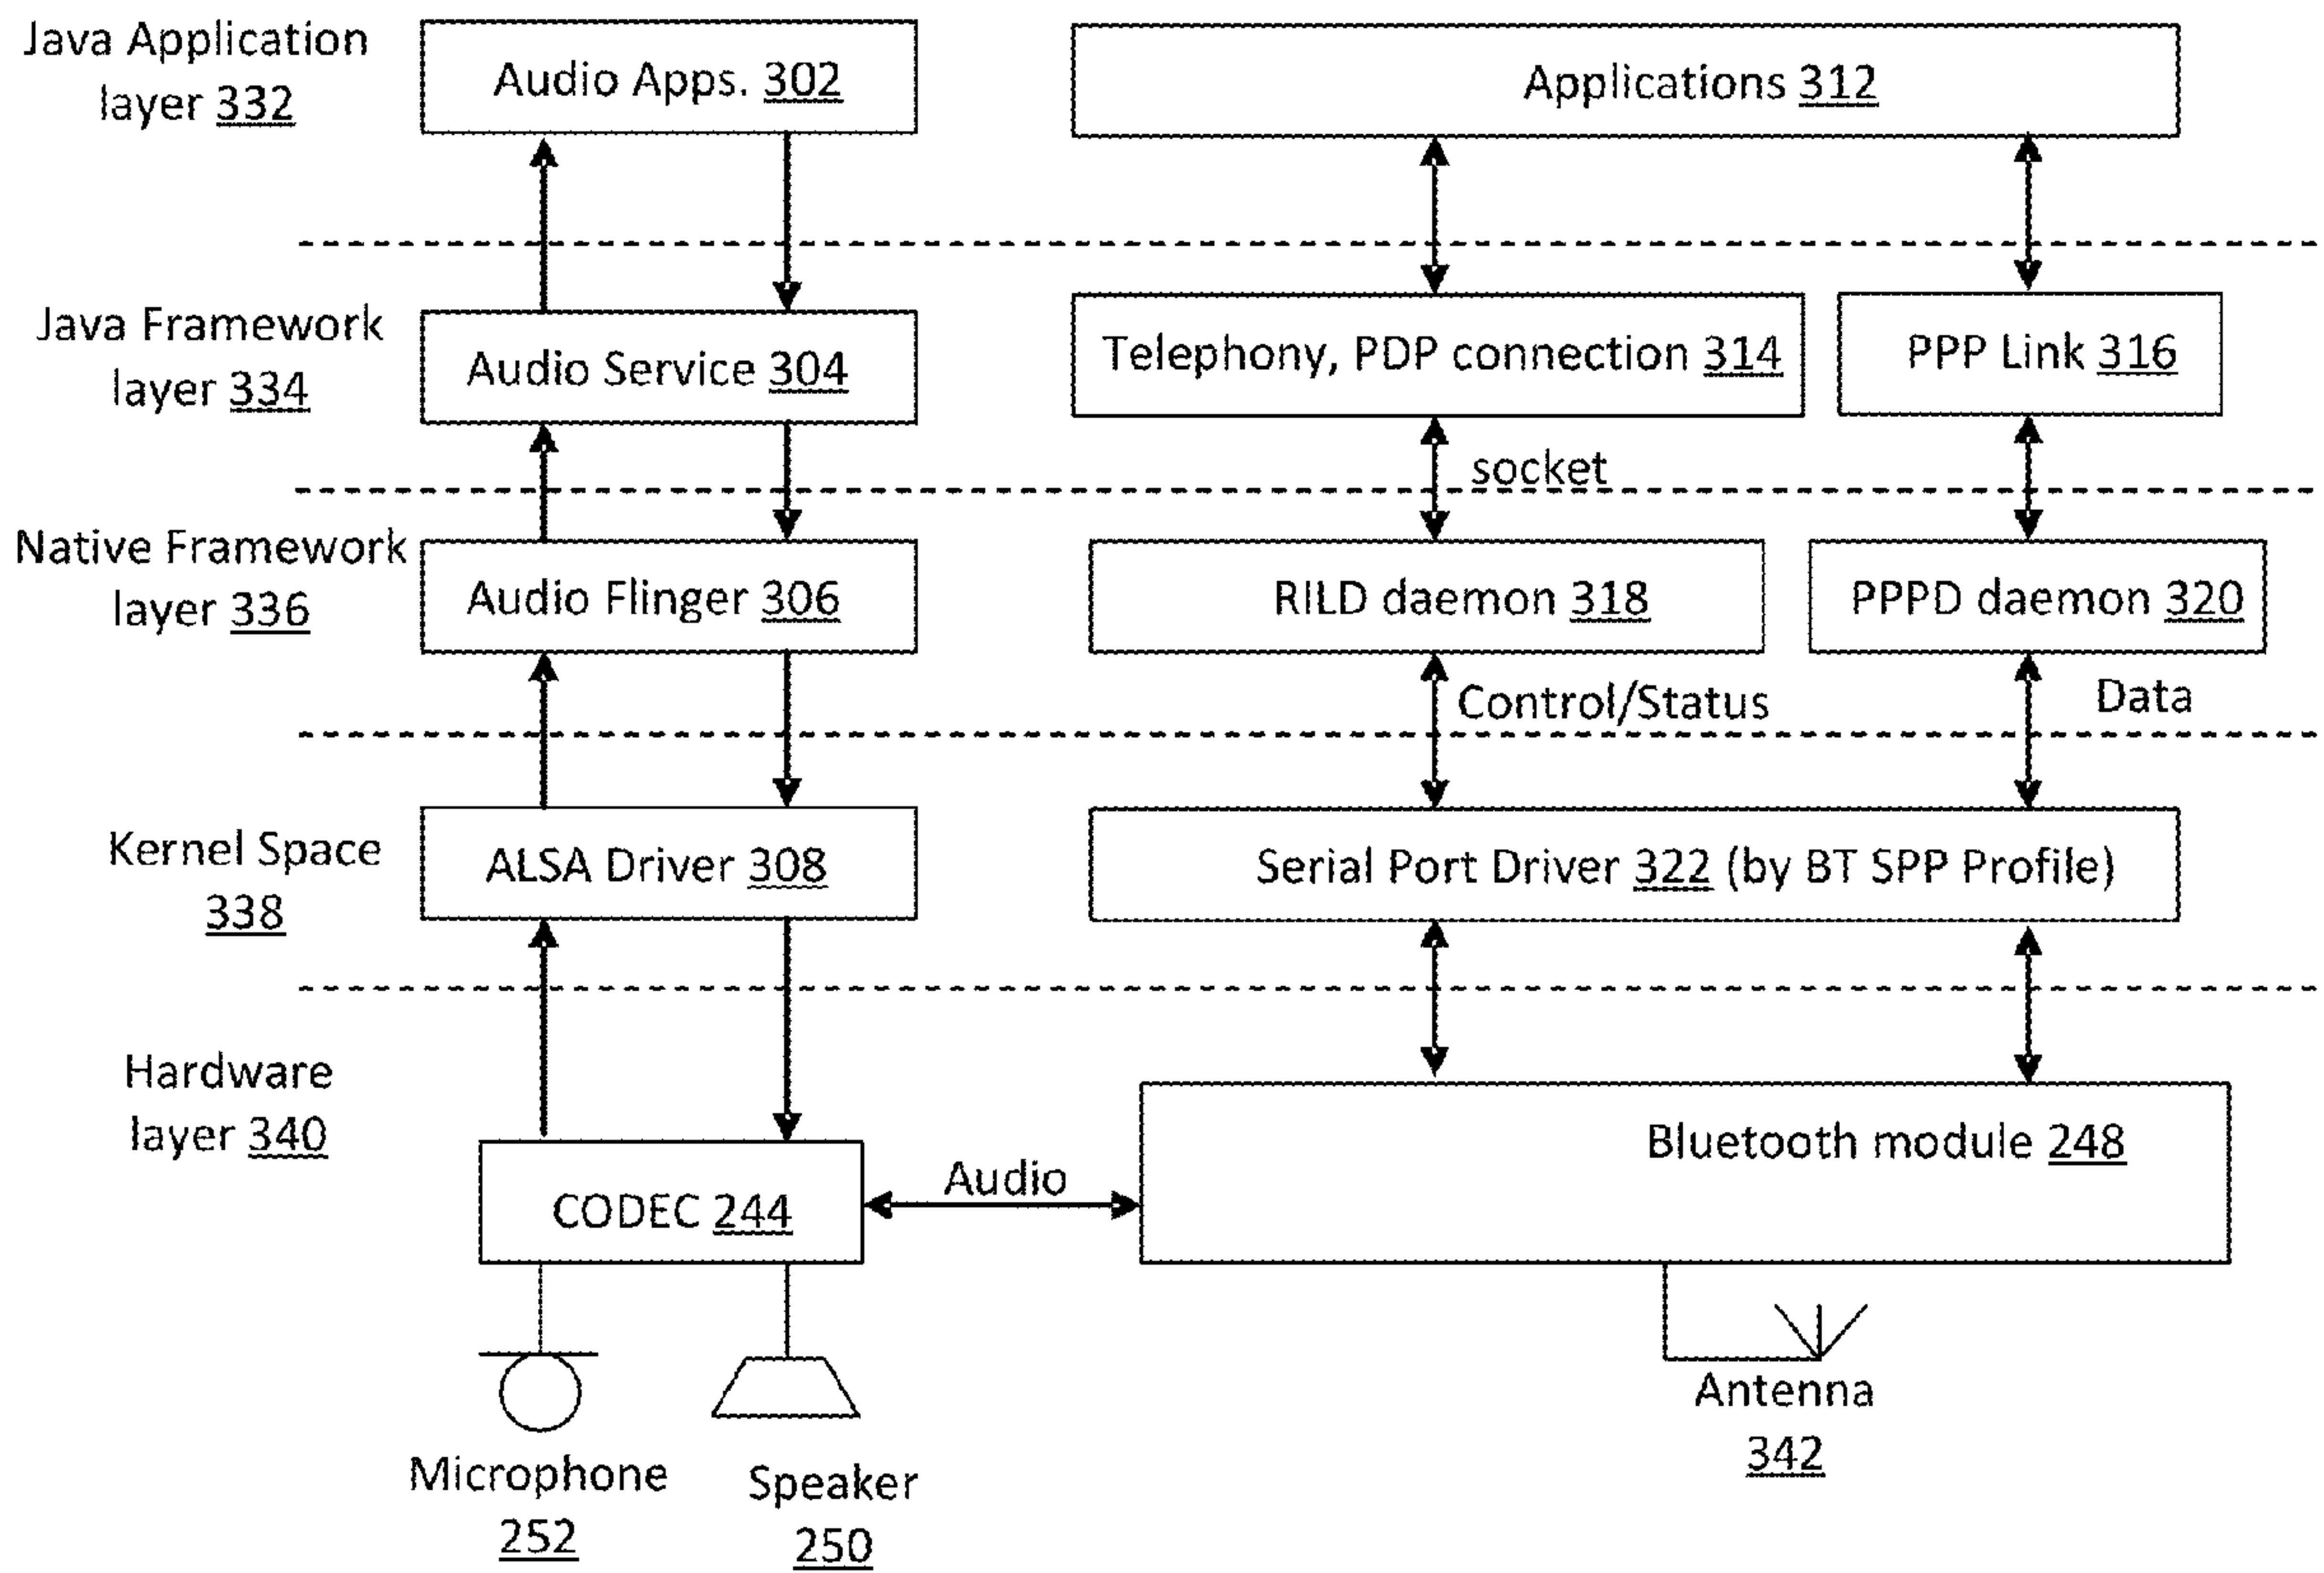 Java Application
layer 332
Audio Apps. 302
Applications 312
Java Framework
layer 334
Audio Service 304
Telephony, PDP connection 314
PPP Link 316
socket
Native Framework
layer 336
Audio Flinger 306
RILD daemon 318
PPPD daemon 320
Control/Status
Data
Kernel Space
338
ALSA Driver 308
Serial Port Driver 322 (by BT SPP Profile)
Hardware
layer 340
CODEC 244
Audio
Bluetooth module 248
Microphone
252
Speaker
250
Antenna
342